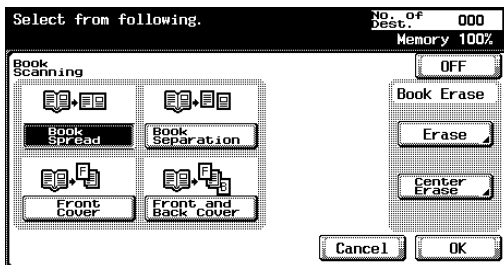 Select from following.
No. of
Dest. 000
Memory 100%
Book
Scanning
OFF
Book Erase
Book
Spread
Book
Separation
Erase
F
F
B
Center
Erase
Front
Cover
Front and
Back Cover
Cancel
OK